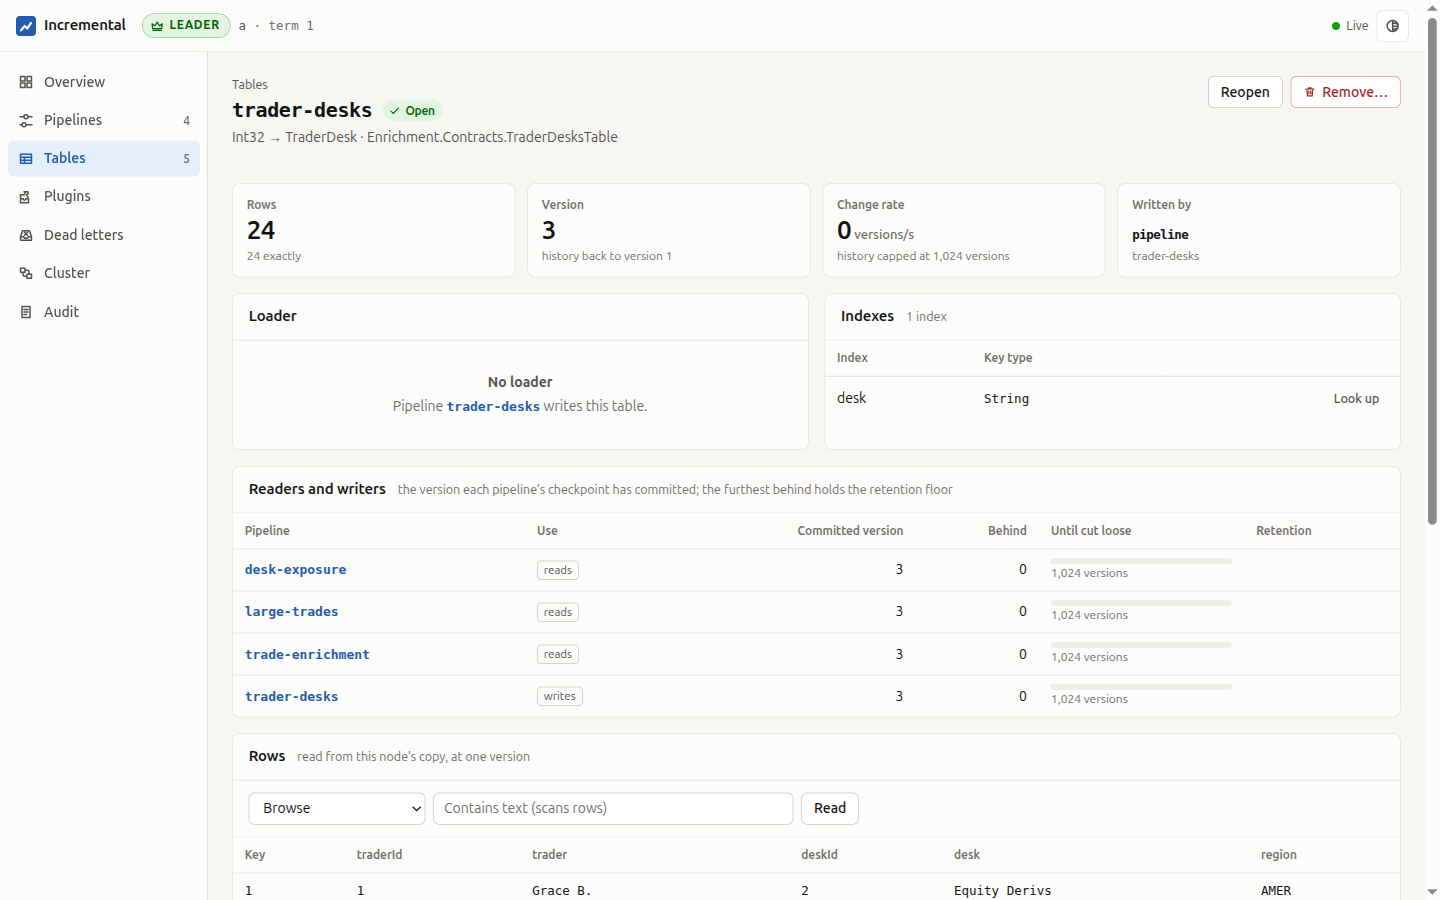 Incremental LEADER a · term 1 Live
Overview
Pipelines 4
Tables 5
Plugins
Dead letters
Cluster
Audit
Tables
trader-desks Open Reopen Remove...
Int32 → TraderDesk · Enrichment.Contracts.TraderDesksTable
Rows
24
24 exactly
Version
3
history back to version 1
Change rate
0 versions/s
history capped at 1,024 versions
Written by
pipeline
trader-desks
Loader
No loader
Pipeline trader-desks writes this table.
Indexes 1 index
Index Key type
desk String Look up
Readers and writers the version each pipeline's checkpoint has committed; the furthest behind holds the retention floor
Pipeline Use Committed version Behind Until cut loose Retention
desk-exposure reads 3 0 1,024 versions
large-trades reads 3 0 1,024 versions
trade-enrichment reads 3 0 1,024 versions
trader-desks writes 3 0 1,024 versions
Rows read from this node's copy, at one version
Browse Contains text (scans rows) Read
Key traderId trader deskId desk region
1 1 Grace B. 2 Equity Derivs AMER